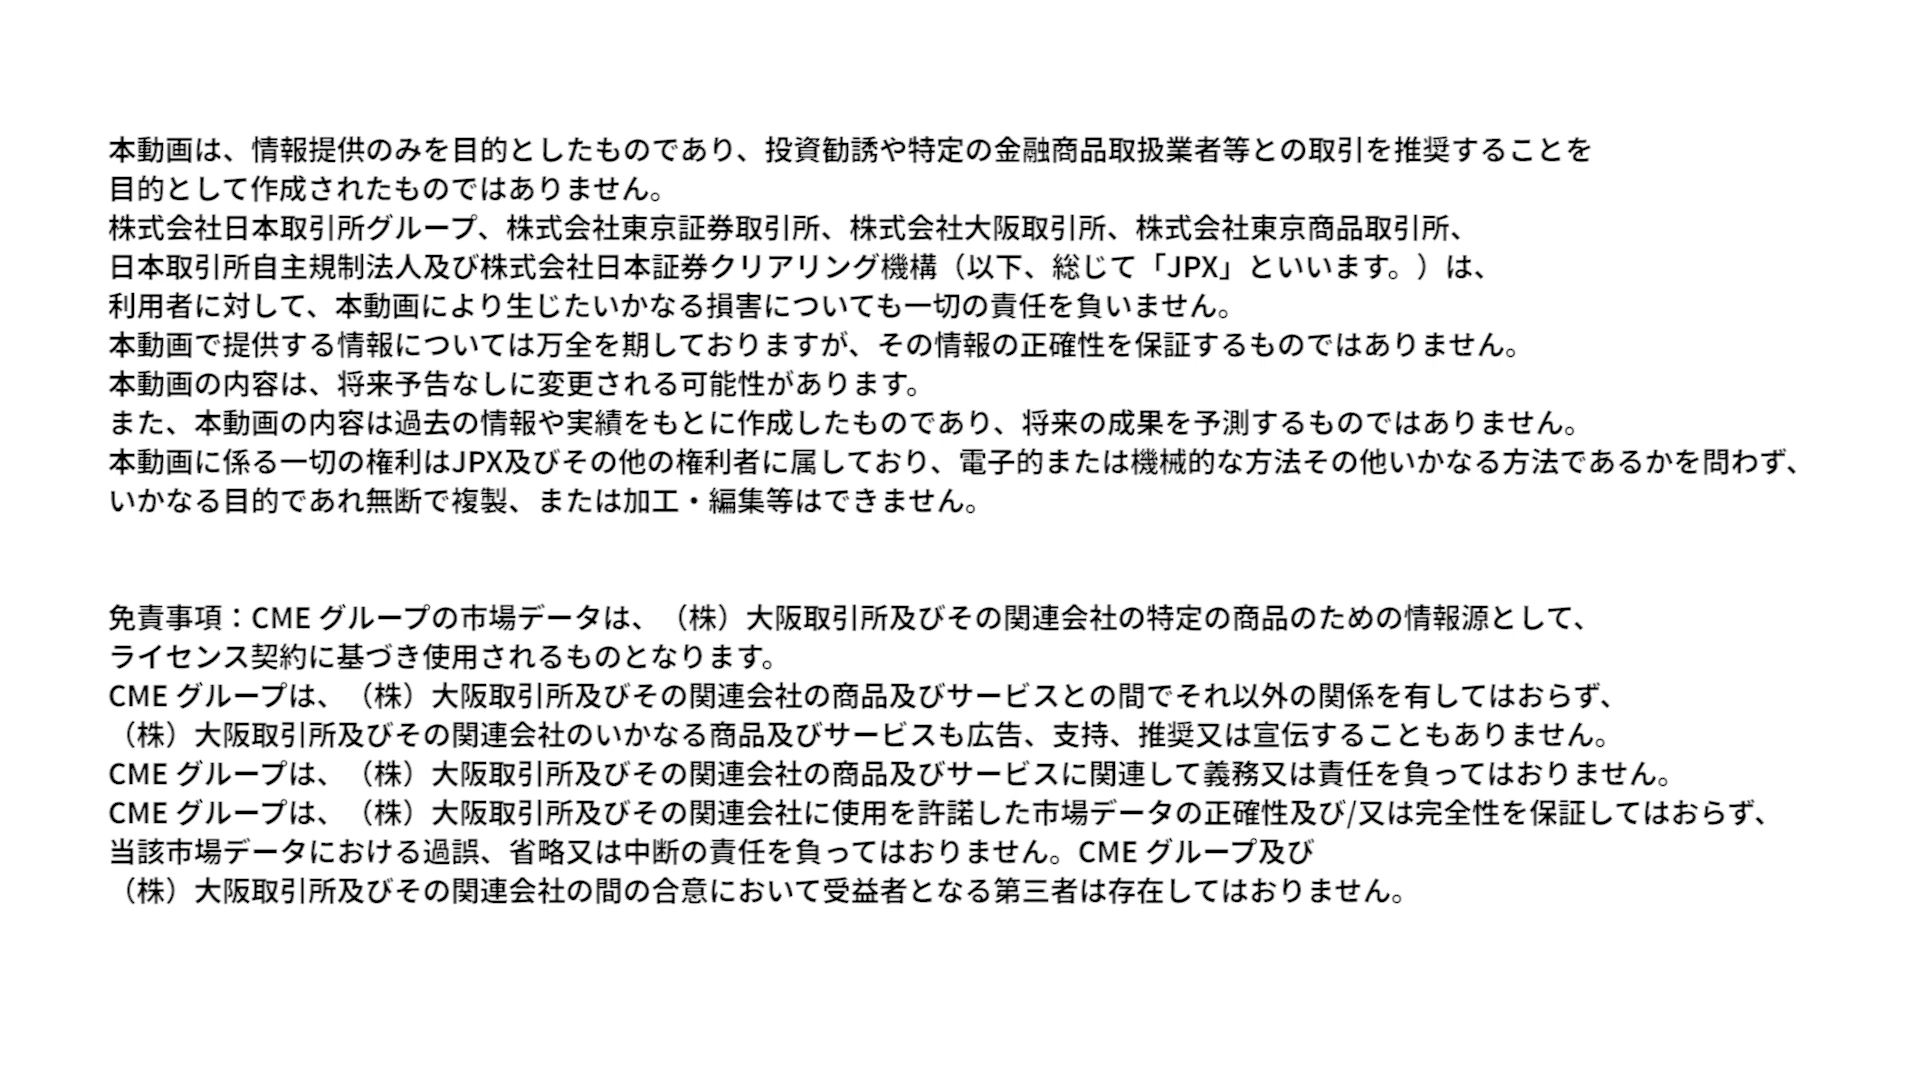 本動画は、情報提供のみを目的としたものであり、投資勧誘や特定の金融商品取扱業者等との取引を推奨することを
目的として作成されたものではありません。
株式会社日本取引所グループ、株式会社東京証券取引所、株式会社大阪取引所、株式会社東京商品取引所、
日本取引所自主規制法人及び株式会社日本証券クリアリング機構（以下、総じて「JPX」といいます。）は、
利用者に対して、本動画により生じたいかなる損害についても一切の責任を負いません。
本動画で提供する情報については万全を期しておりますが、その情報の正確性を保証するものではありません。
本動画の内容は、将来予告なしに変更される可能性があります。
また、本動画の内容は過去の情報や実績をもとに作成したものであり、将来の成果を予測するものではありません。
本動画に係る一切の権利はJPX及びその他の権利者に属しており、電子的または機械的な方法その他いかなる方法であるかを問わず、
いかなる目的であれ無断で複製、または加工・編集等はできません。
免責事項：CME グループの市場データは、（株）大阪取引所及びその関連会社の特定の商品のための情報源として、
ライセンス契約に基づき使用されるものとなります。
CME グループは、（株）大阪取引所及びその関連会社の商品及びサービスとの間でそれ以外の関係を有してはおらず、
（株）大阪取引所及びその関連会社のいかなる商品及びサービスも広告、支持、推奨又は宣伝することもありません。
CME グループは、（株）大阪取引所及びその関連会社の商品及びサービスに関連して義務又は責任を負ってはおりません。
CME グループは、（株）大阪取引所及びその関連会社に使用を許諾した市場データの正確性及び/又は完全性を保証してはおらず、
当該市場データにおける過誤、省略又は中断の責任を負ってはおりません。CME グループ及び
（株）大阪取引所及びその関連会社の間の合意において受益者となる第三者は存在してはおりません。